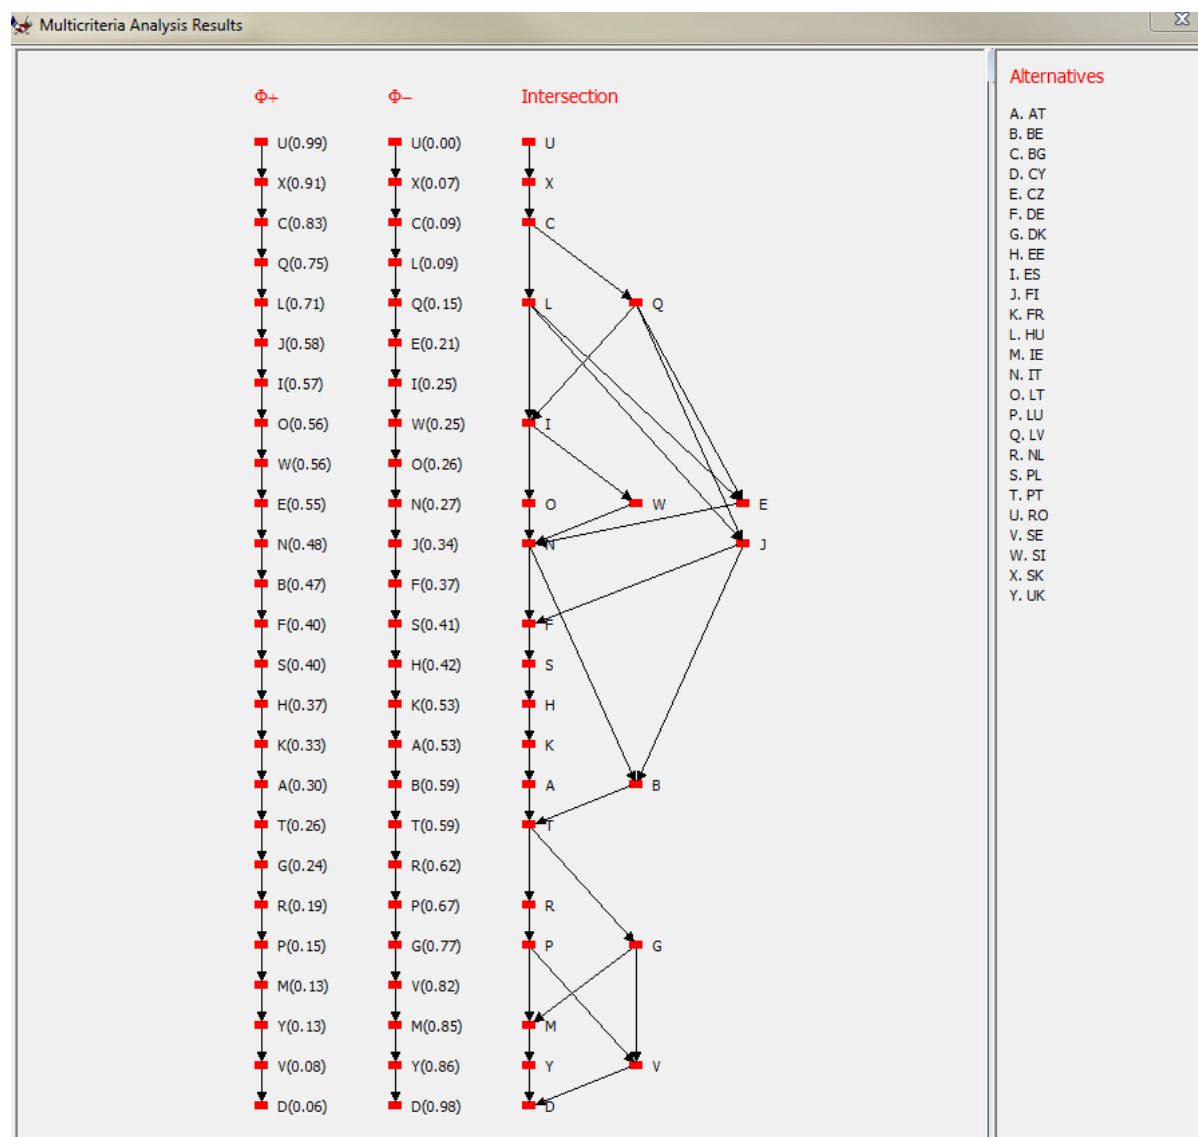 Multicriteria Analysis Results
Φ+ Φ− Intersection
U(0.99) U(0.00) U
X(0.91) X(0.07) X
C(0.83) C(0.09) C
Q(0.75) L(0.09)
L(0.71) Q(0.15) L Q
J(0.58) E(0.21)
I(0.57) I(0.25)
O(0.56) W(0.25) I
W(0.56) O(0.26)
E(0.55) N(0.27) O W E
N(0.48) J(0.34) N J
B(0.47) F(0.37)
F(0.40) S(0.41) F
S(0.40) H(0.42) S
H(0.37) K(0.53) H
K(0.33) A(0.53) K
A(0.30) B(0.59) A B
T(0.26) T(0.59) T
G(0.24) R(0.62)
R(0.19) P(0.67) R
P(0.15) G(0.77) P G
M(0.13) V(0.82)
Y(0.13) M(0.85) M
V(0.08) Y(0.86) Y V
D(0.06) D(0.98) D
Alternatives
A. AT
B. BE
C. BG
D. CY
E. CZ
F. DE
G. DK
H. EE
I. ES
J. FI
K. FR
L. HU
M. IE
N. IT
O. LT
P. LU
Q. LV
R. NL
S. PL
T. PT
U. RO
V. SE
W. SI
X. SK
Y. UK